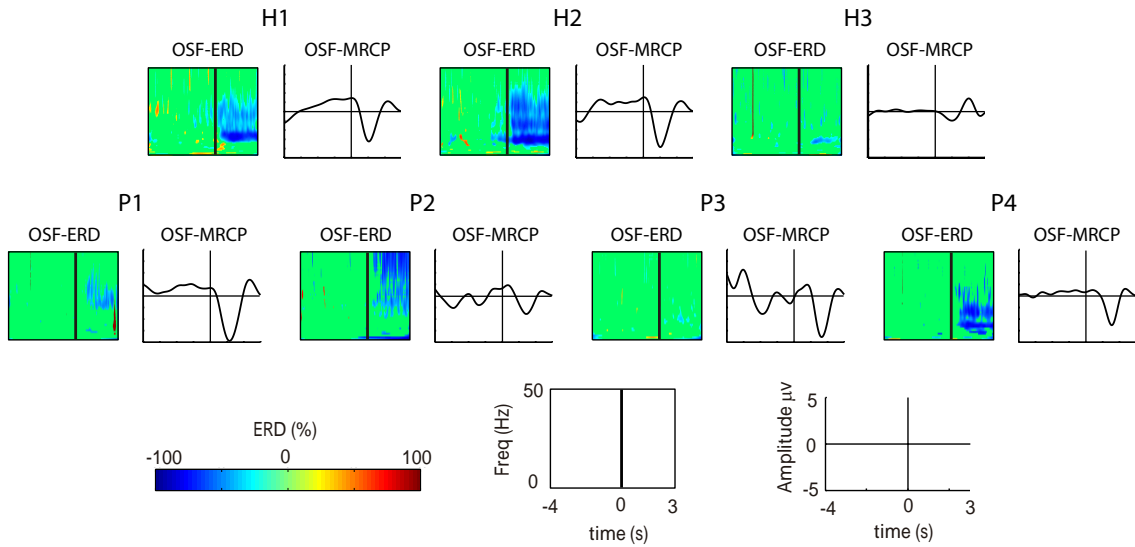 H1 H2 H3
OSF-ERD OSF-MRCP OSF-ERD OSF-MRCP OSF-ERD OSF-MRCP
P1 P2 P3 P4
OSF-ERD OSF-MRCP OSF-ERD OSF-MRCP OSF-ERD OSF-MRCP OSF-ERD OSF-MRCP
ERD (%)
-100 0 100
Freq (Hz)
50
0
-4 0 3
time (s)
Amplitude μv
5
0
-5
-4 0 3
time (s)